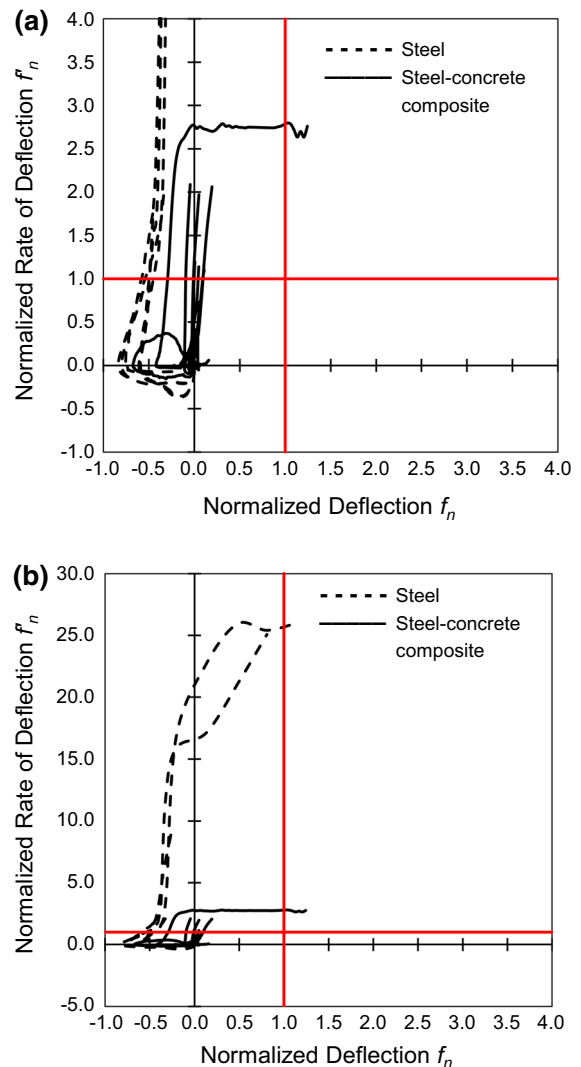 (a)
4.0
3.5
3.0
2.5
2.0
1.5
1.0
0.5
0.0
-0.5
-1.0
Normalized Rate of Deflection f'n
Steel
Steel-concrete
composite
-1.0 -0.5 0.0 0.5 1.0 1.5 2.0 2.5 3.0 3.5 4.0
Normalized Deflection fn
(b)
30.0
25.0
20.0
15.0
10.0
5.0
0.0
-5.0
Normalized Rate of Deflection f'n
Steel
Steel-concrete
composite
-1.0 -0.5 0.0 0.5 1.0 1.5 2.0 2.5 3.0 3.5 4.0
Normalized Deflection fn